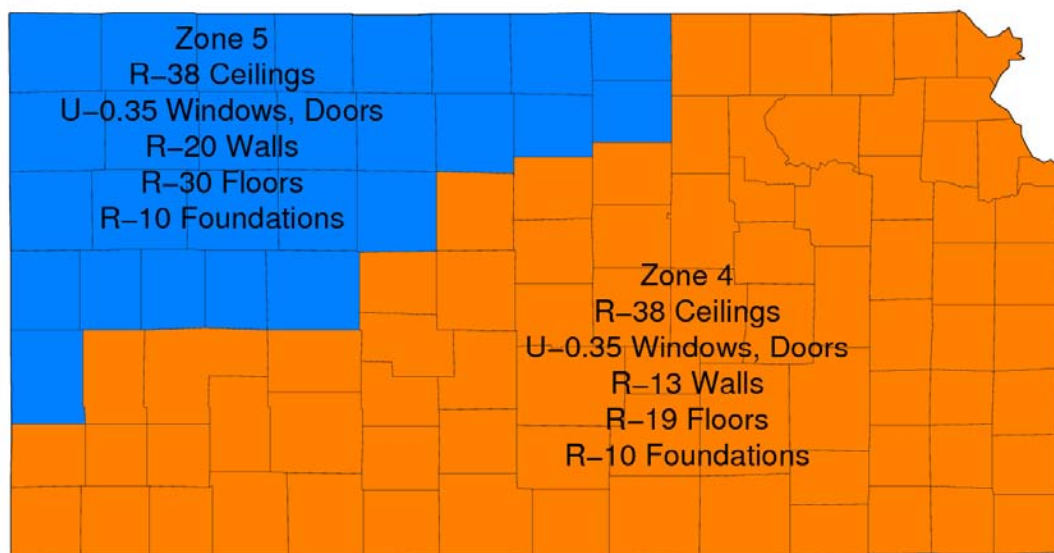 Zone 5
R−38 Ceilings
U−0.35 Windows, Doors
R−20 Walls
R−30 Floors
R−10 Foundations
Zone 4
R−38 Ceilings
U−0.35 Windows, Doors
R−13 Walls
R−19 Floors
R−10 Foundations